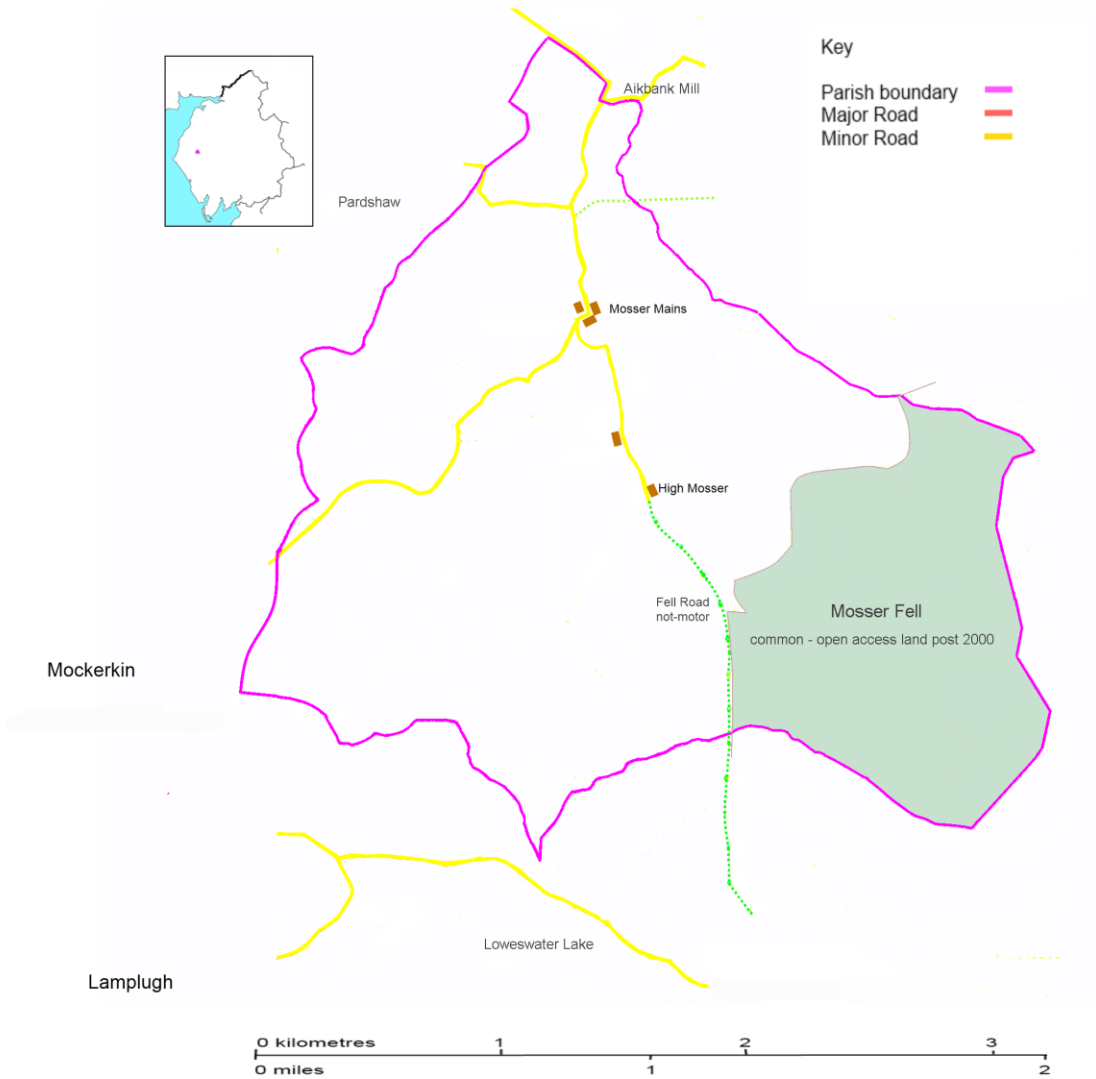 Key
Parish boundary
Major Road
Minor Road
Aikbank Mill
Pardshaw
Mosser Mains
High Mosser
Fell Road
not-motor
Mosser Fell
common - open access land post 2000
Mockerkin
Loweswater Lake
Lamplugh
0 kilometres 1 2 3
0 miles 1 2